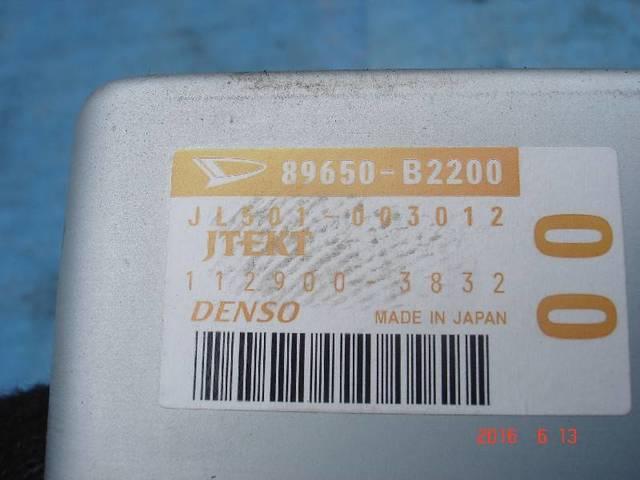 89650-B2200
JL501-003012
JTEKT
112900-3832
DENSO
MADE IN JAPAN
00
2016 6 13